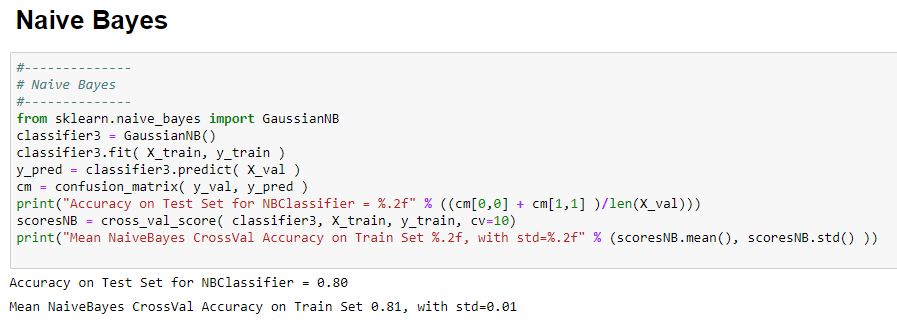 Naive Bayes
#--------------
# Naive Bayes
#--------------
from sklearn.naive_bayes import GaussianNB
classifier3 = GaussianNB()
classifier3.fit( X_train, y_train )
y_pred = classifier3.predict( X_val )
cm = confusion_matrix( y_val, y_pred )
print("Accuracy on Test Set for NBClassifier = %.2f" % ((cm[0,0] + cm[1,1] )/len(X_val)))
scoresNB = cross_val_score( classifier3, X_train, y_train, cv=10)
print("Mean NaiveBayes CrossVal Accuracy on Train Set %.2f, with std=%.2f" % (scoresNB.mean(), scoresNB.std() ))
Accuracy on Test Set for NBClassifier = 0.80
Mean NaiveBayes CrossVal Accuracy on Train Set 0.81, with std=0.01